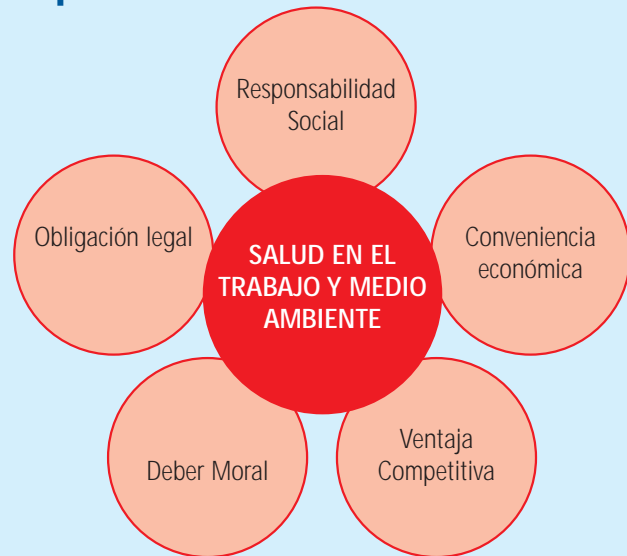 Responsabilidad
Social
Obligación legal
SALUD EN EL
TRABAJO Y MEDIO
AMBIENTE
Conveniencia
económica
Deber Moral
Ventaja
Competitiva